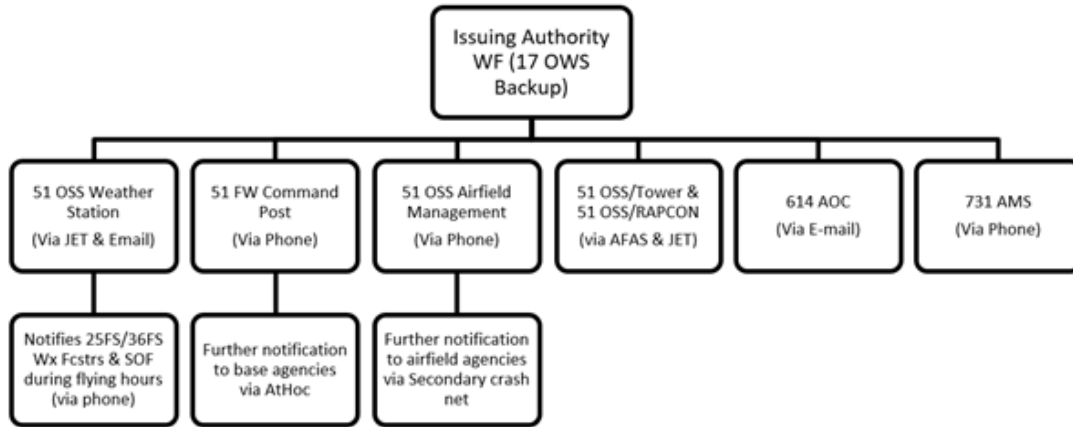 Issuing Authority
WF (17 OWS
Backup)
51 OSS Weather
Station
(Via JET & Email)
51 FW Command
Post
(Via Phone)
51 OSS Airfield
Management
(Via Phone)
51 OSS/Tower &
51 OSS/RAPCON
(via AFAS & JET)
614 AOC
(Via E-mail)
731 AMS
(Via Phone)
Notifies 25FS/36FS
Wx Fcstrs & SOF
during flying hours
(via phone)
Further notification
to base agencies
via AtHoc
Further notification
to airfield agencies
via Secondary crash
net